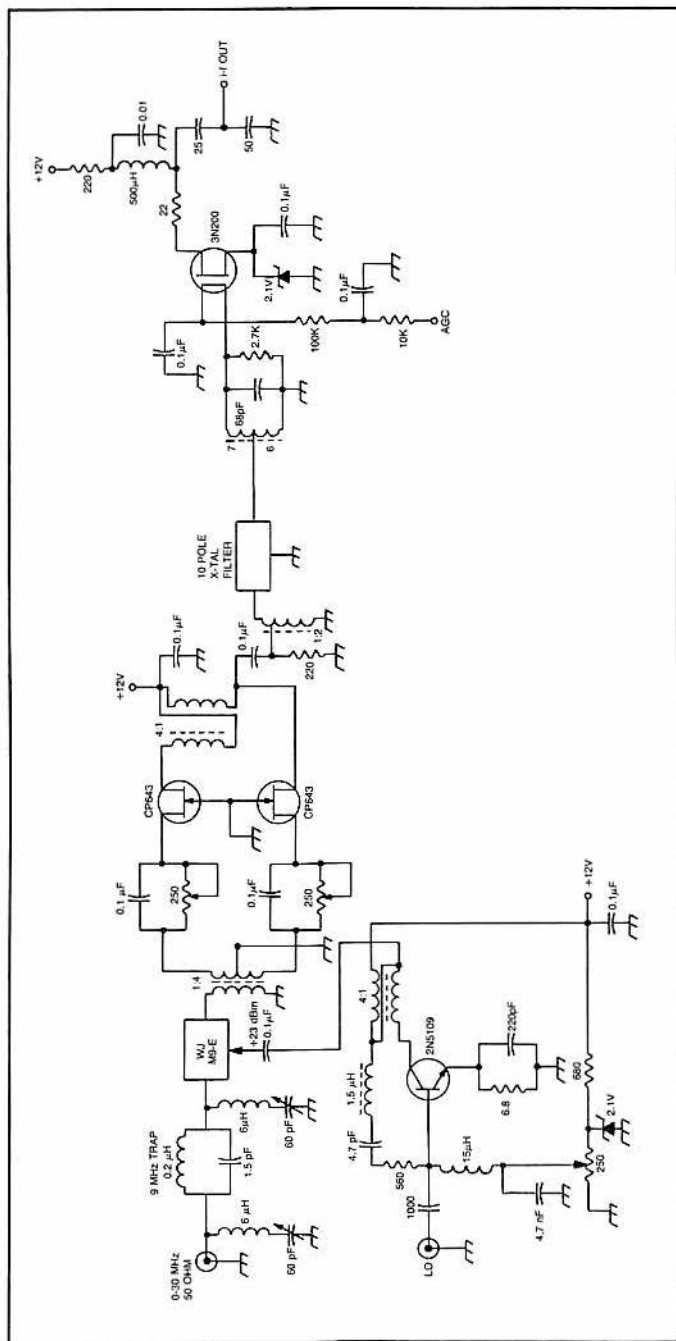 0-30 MHz
50 OHM
6 μH
60 pF
9 MHz TRAP
0.2 μH
1.5 pF
6μH
60 pF
WJ
M9-E
+23 dBin
0.1μF
1:4
0.1 μF
250
0.1μF
250
CP643
CP643
4:1
+12V
0.1μF
0.1μF
220
1:2
10 POLE
X-TAL
FILTER
7
6
68pF
2.7K
0.1μF
3N200
2.1V
0.1μF
100K
0.1μF
10K
AGC
22
+12V
220
500μH
0.01
25
50
i-f OUT
LO
1000
560
4.7 pF
1.5 μH
4:1
2N5109
15μH
4.7 nF
6.8
220pF
250
2.1V
680
+12V
0.1μF